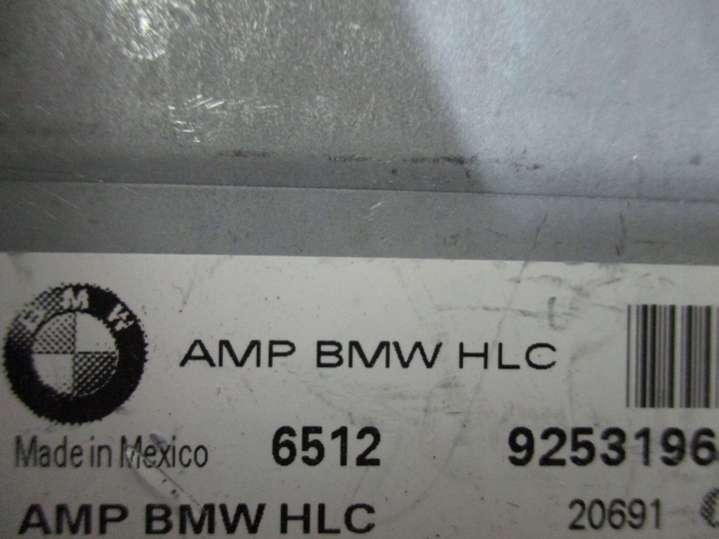 BMW
AMP BMW HLC
Made in Mexico 6512 9253196
AMP BMW HLC 20691